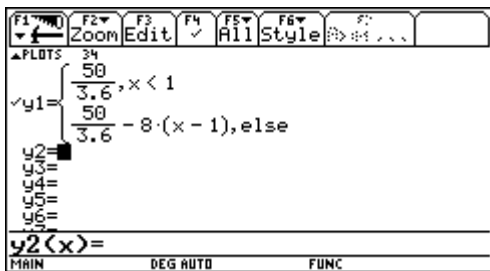 F1 F2 Zoom F3 Edit F4 ✓ F5 All F6 Style F7
▲PLOTS 34
✓y1={ 50/3.6 ,x < 1
50/3.6 - 8·(x - 1),else
y2=
y3=
y4=
y5=
y6=
y2(x)=
MAIN DEG AUTO FUNC